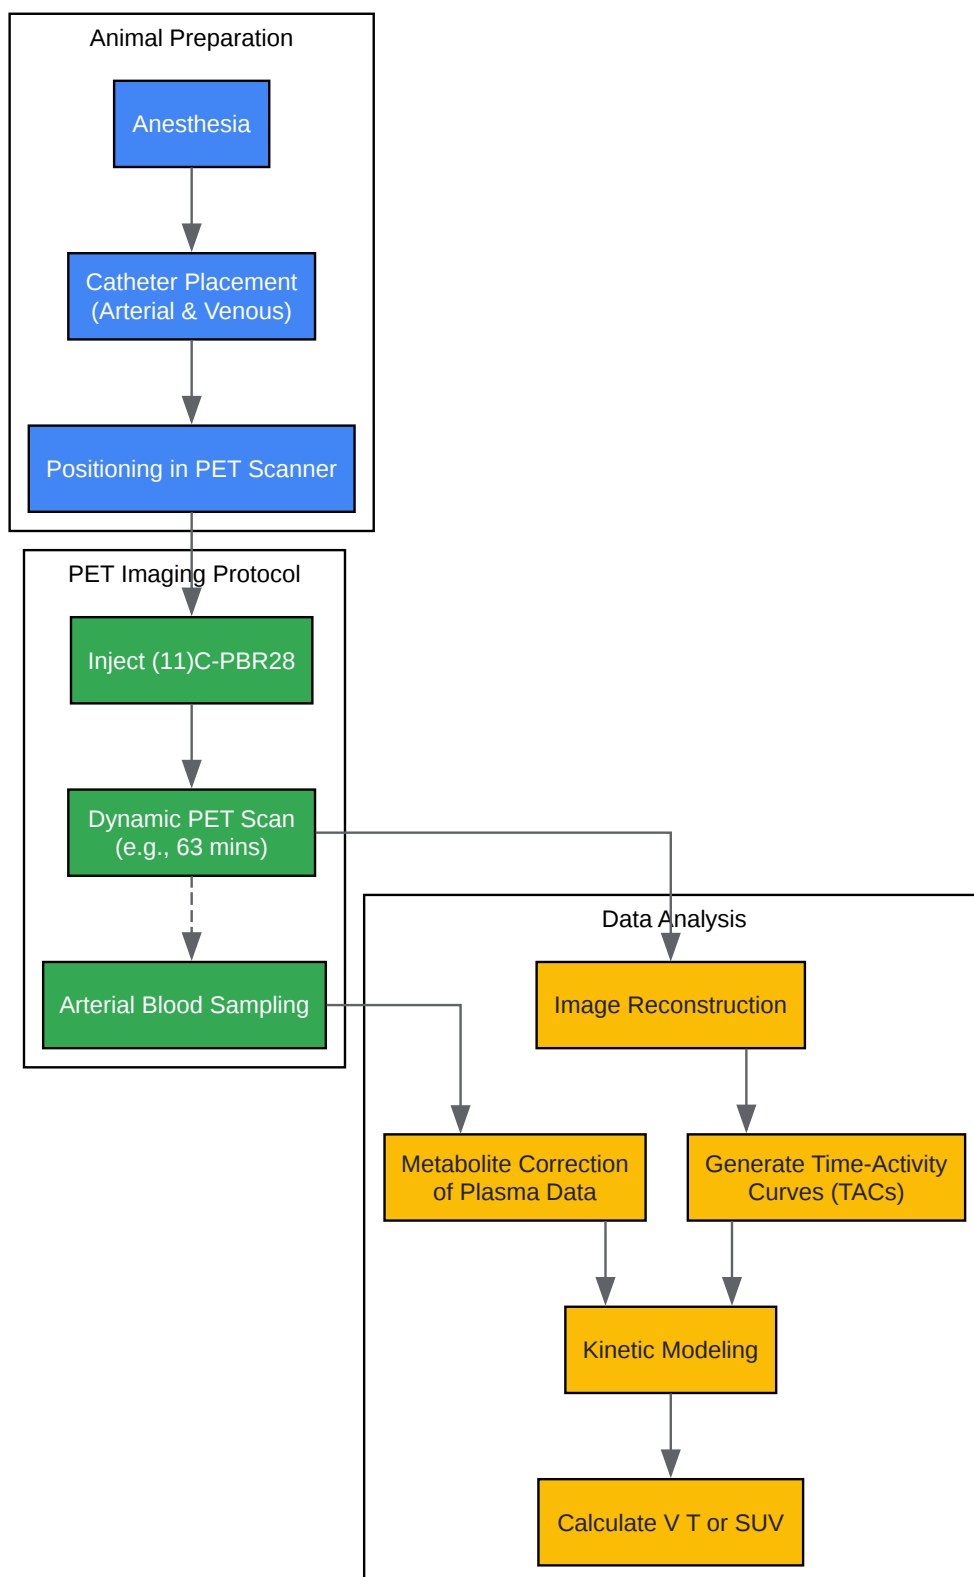 Animal Preparation
Anesthesia
Catheter Placement
(Arterial & Venous)
Positioning in PET Scanner
PET Imaging Protocol
Inject (11)C-PBR28
Dynamic PET Scan
(e.g., 63 mins)
Arterial Blood Sampling
Data Analysis
Image Reconstruction
Metabolite Correction
of Plasma Data
Generate Time-Activity
Curves (TACs)
Kinetic Modeling
Calculate V T or SUV